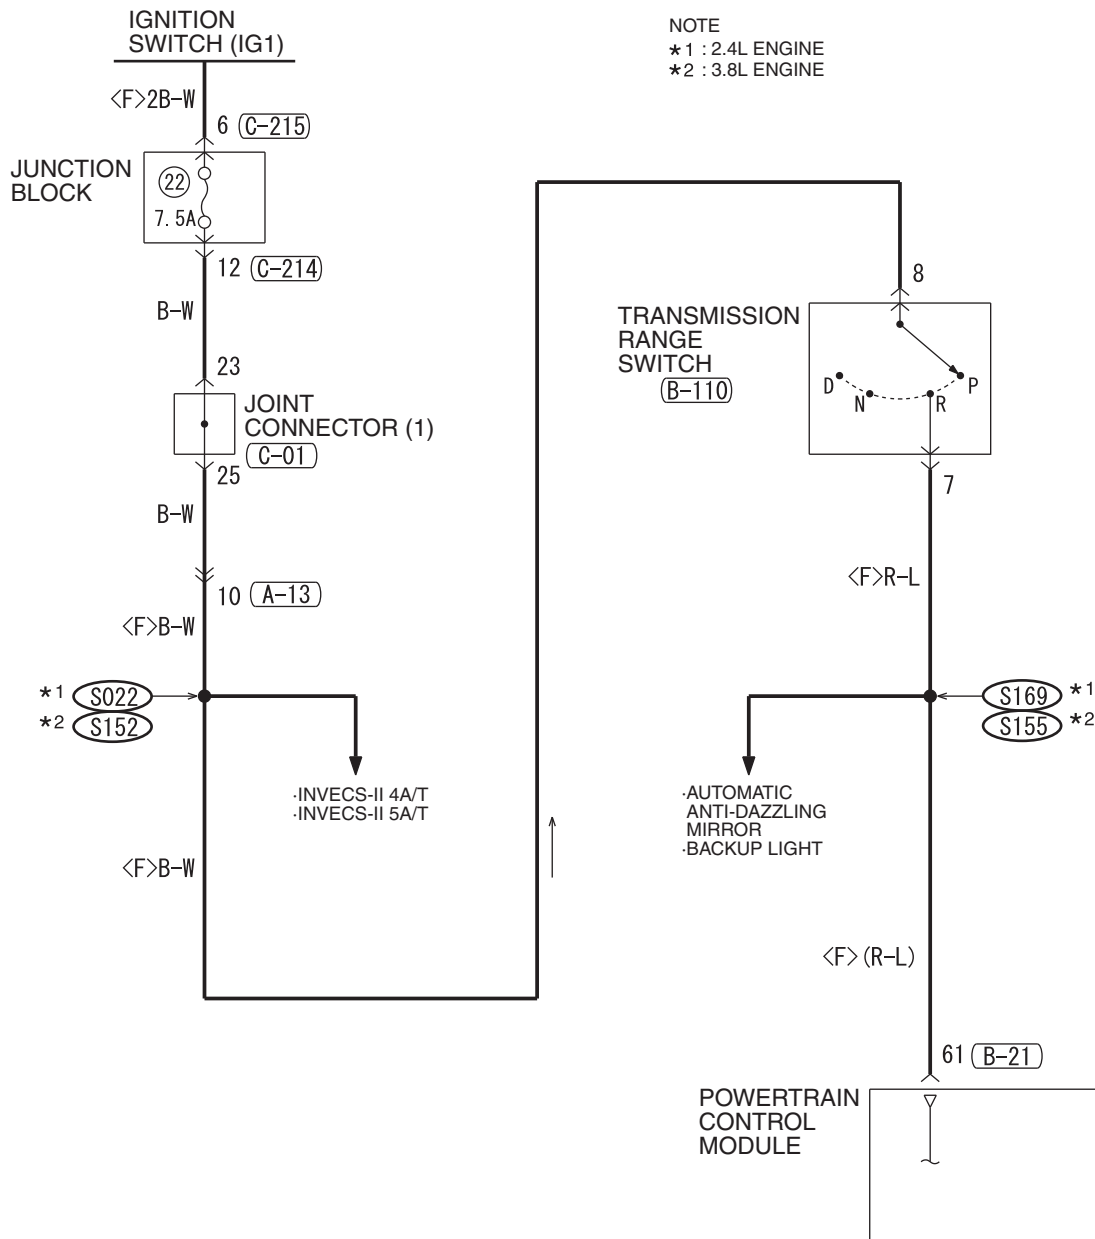 IGNITION
SWITCH (IG1)
NOTE
*1 : 2.4L ENGINE
*2 : 3.8L ENGINE
<F>2B-W
6 C-215
JUNCTION
BLOCK
22
7.5A
12 C-214
B-W
23
JOINT
CONNECTOR (1)
C-01
25
B-W
10 A-13
<F>B-W
*1 S022
*2 S152
·INVECS-II 4A/T
·INVECS-II 5A/T
<F>B-W
8
TRANSMISSION
RANGE
SWITCH
B-110
D
N
R
P
7
<F>R-L
S169 *1
S155 *2
·AUTOMATIC
ANTI-DAZZLING
MIRROR
·BACKUP LIGHT
<F>(R-L)
61 B-21
POWERTRAIN
CONTROL
MODULE